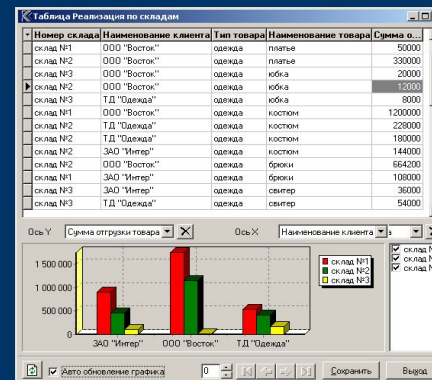 Таблица Реализация по складам
Номер склада Наименование клиента Тип товара Наименование товара Сумма о...
склад №1 ООО "Восток" одежда платье 50000
склад №2 ООО "Восток" одежда платье 330000
склад №3 ООО "Восток" одежда юбка 20000
склад №2 ООО "Восток" одежда юбка 12000
склад №3 Т.Д. "Одежда" одежда юбка 8000
склад №1 ООО "Восток" одежда костюм 1200000
склад №2 Т.Д. "Одежда" одежда костюм 228000
склад №1 Т.Д. "Одежда" одежда костюм 180000
склад №2 ЗАО "Интер" одежда костюм 144000
склад №2 ООО "Восток" одежда брюки 664200
склад №1 ЗАО "Интер" одежда брюки 108000
склад №3 ЗАО "Интер" одежда свитер 36000
склад №3 Т.Д. "Одежда" одежда свитер 54000
Ось Y Сумма отгрузки товара Ось X Наименование клиента
1 500 000
1 000 000
500 000
0
ЗАО "Интер" ООО "Восток" Т.Д. "Одежда"
склад №1
склад №2
склад №3
склад
склад
склад
Авто обновление графика 0 Сохранить Выход